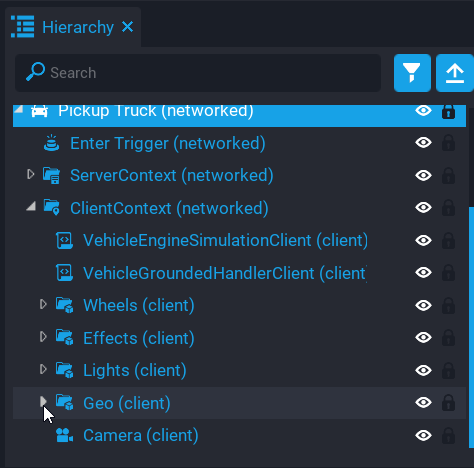 Hierarchy
Search
Pickup Truck (networked)
Enter Trigger (networked)
ServerContext (networked)
ClientContext (networked)
VehicleEngineSimulationClient (client)
VehicleGroundedHandlerClient (client
Wheels (client)
Effects (client)
Lights (client)
Geo (client)
Camera (client)